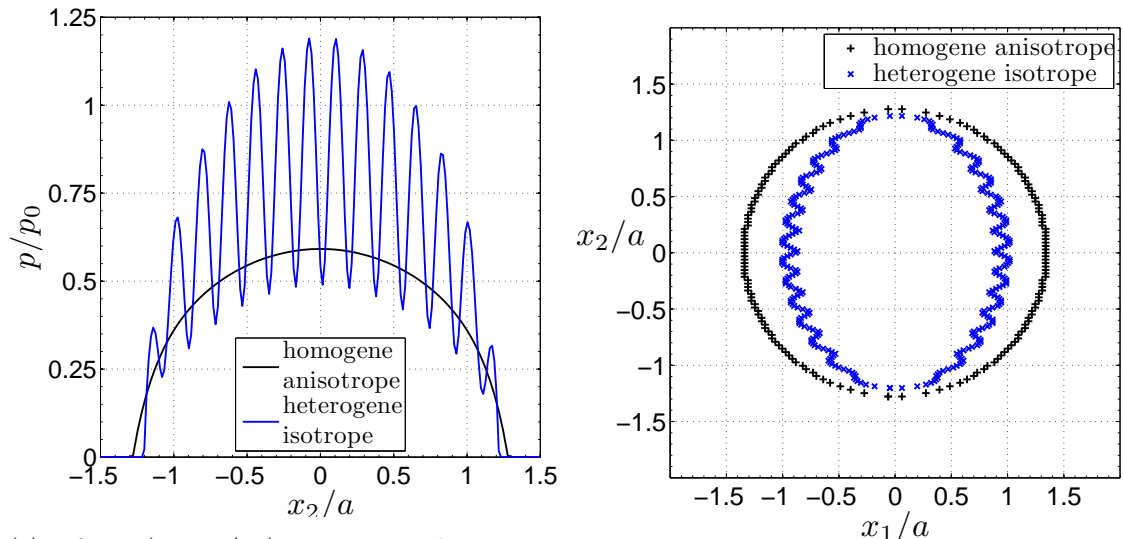 1.25
1
0.75
0.5
0.25
0
p/p0
−1.5 −1 −0.5 0 0.5 1 1.5
x2/a
homogene
anisotrope
heterogene
isotrope
homogene anisotrope
heterogene isotrope
1.5
1
0.5
0
−0.5
−1
−1.5
x2/a
−1.5 −1 −0.5 0 0.5 1 1.5
x1/a